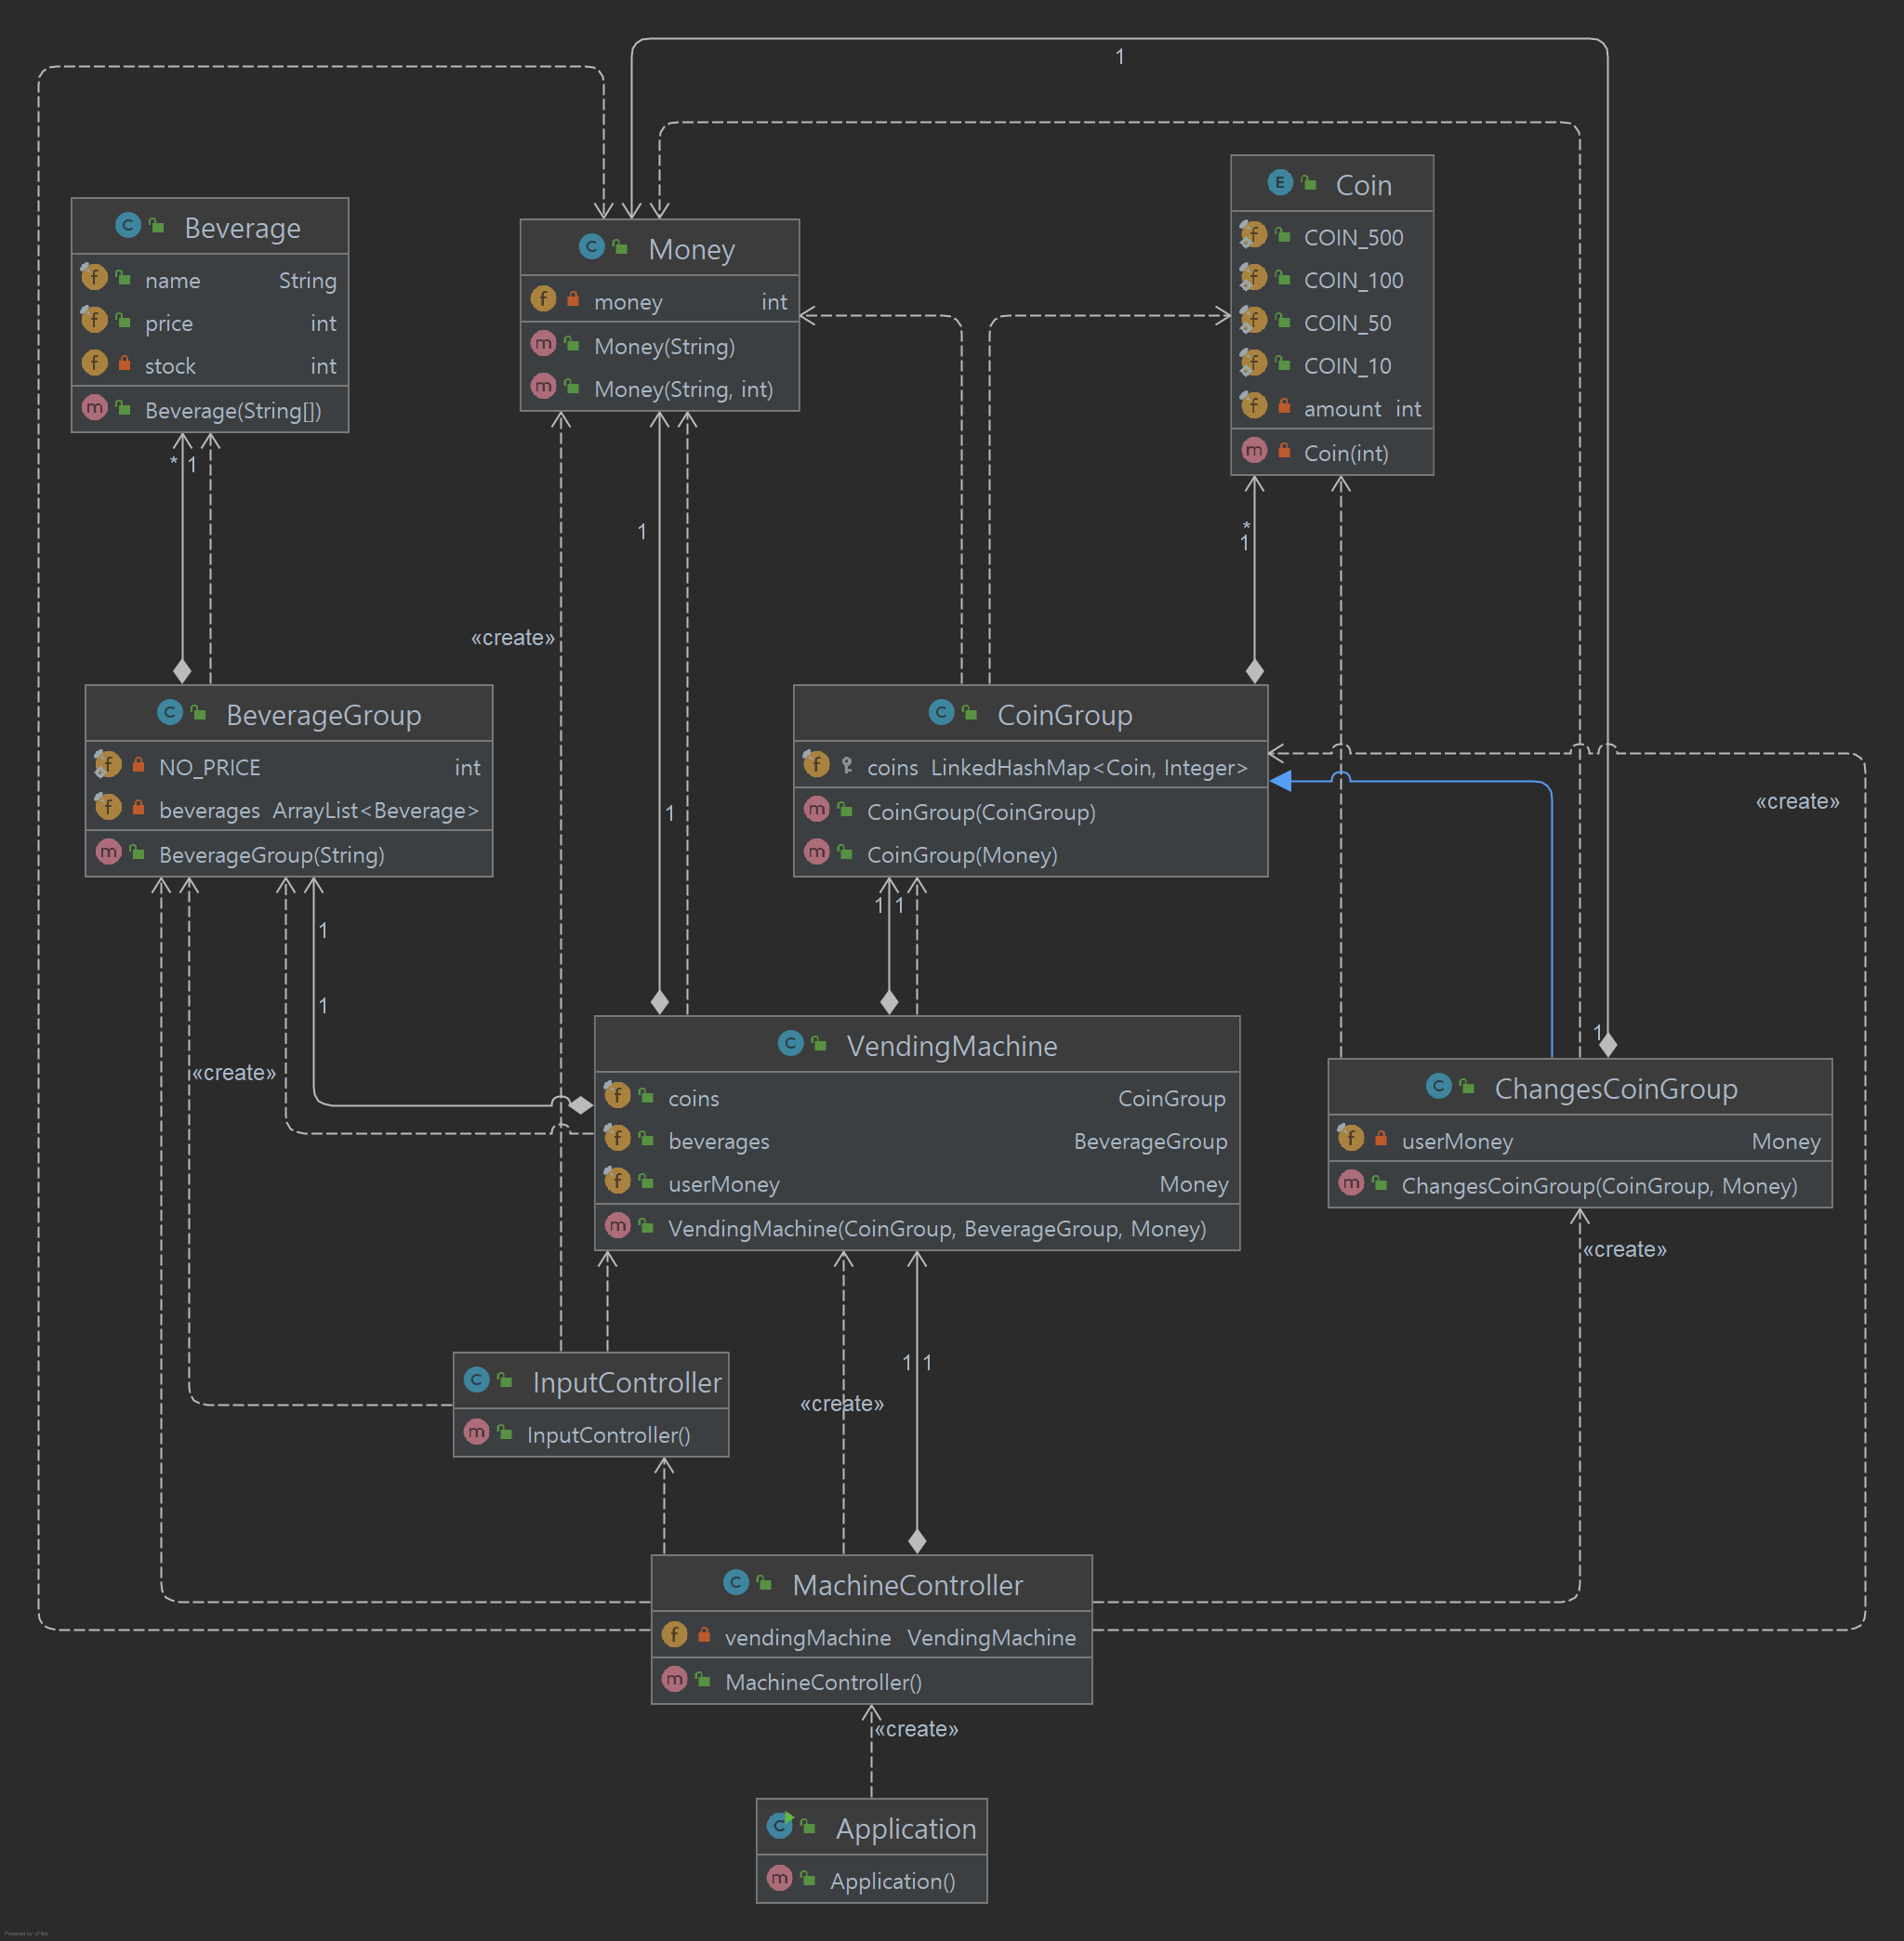 1
Beverage
name String
price int
stock int
Beverage(String[])
Money
money int
Money(String)
Money(String, int)
E Coin
COIN_500
COIN_100
COIN_50
COIN_10
amount int
Coin(int)
* 1
1
*
1
«create»
BeverageGroup
NO_PRICE int
beverages ArrayList<Beverage>
BeverageGroup(String)
CoinGroup
coins LinkedHashMap<Coin, Integer>
CoinGroup(CoinGroup)
CoinGroup(Money)
«create»
1
1 1
1
1
«create»
VendingMachine
coins CoinGroup
beverages BeverageGroup
userMoney Money
VendingMachine(CoinGroup, BeverageGroup, Money)
1
ChangesCoinGroup
userMoney Money
ChangesCoinGroup(CoinGroup, Money)
«create»
1 1
«create»
InputController
InputController()
MachineController
vendingMachine VendingMachine
MachineController()
«create»
Application
Application()
Powered by yFiles